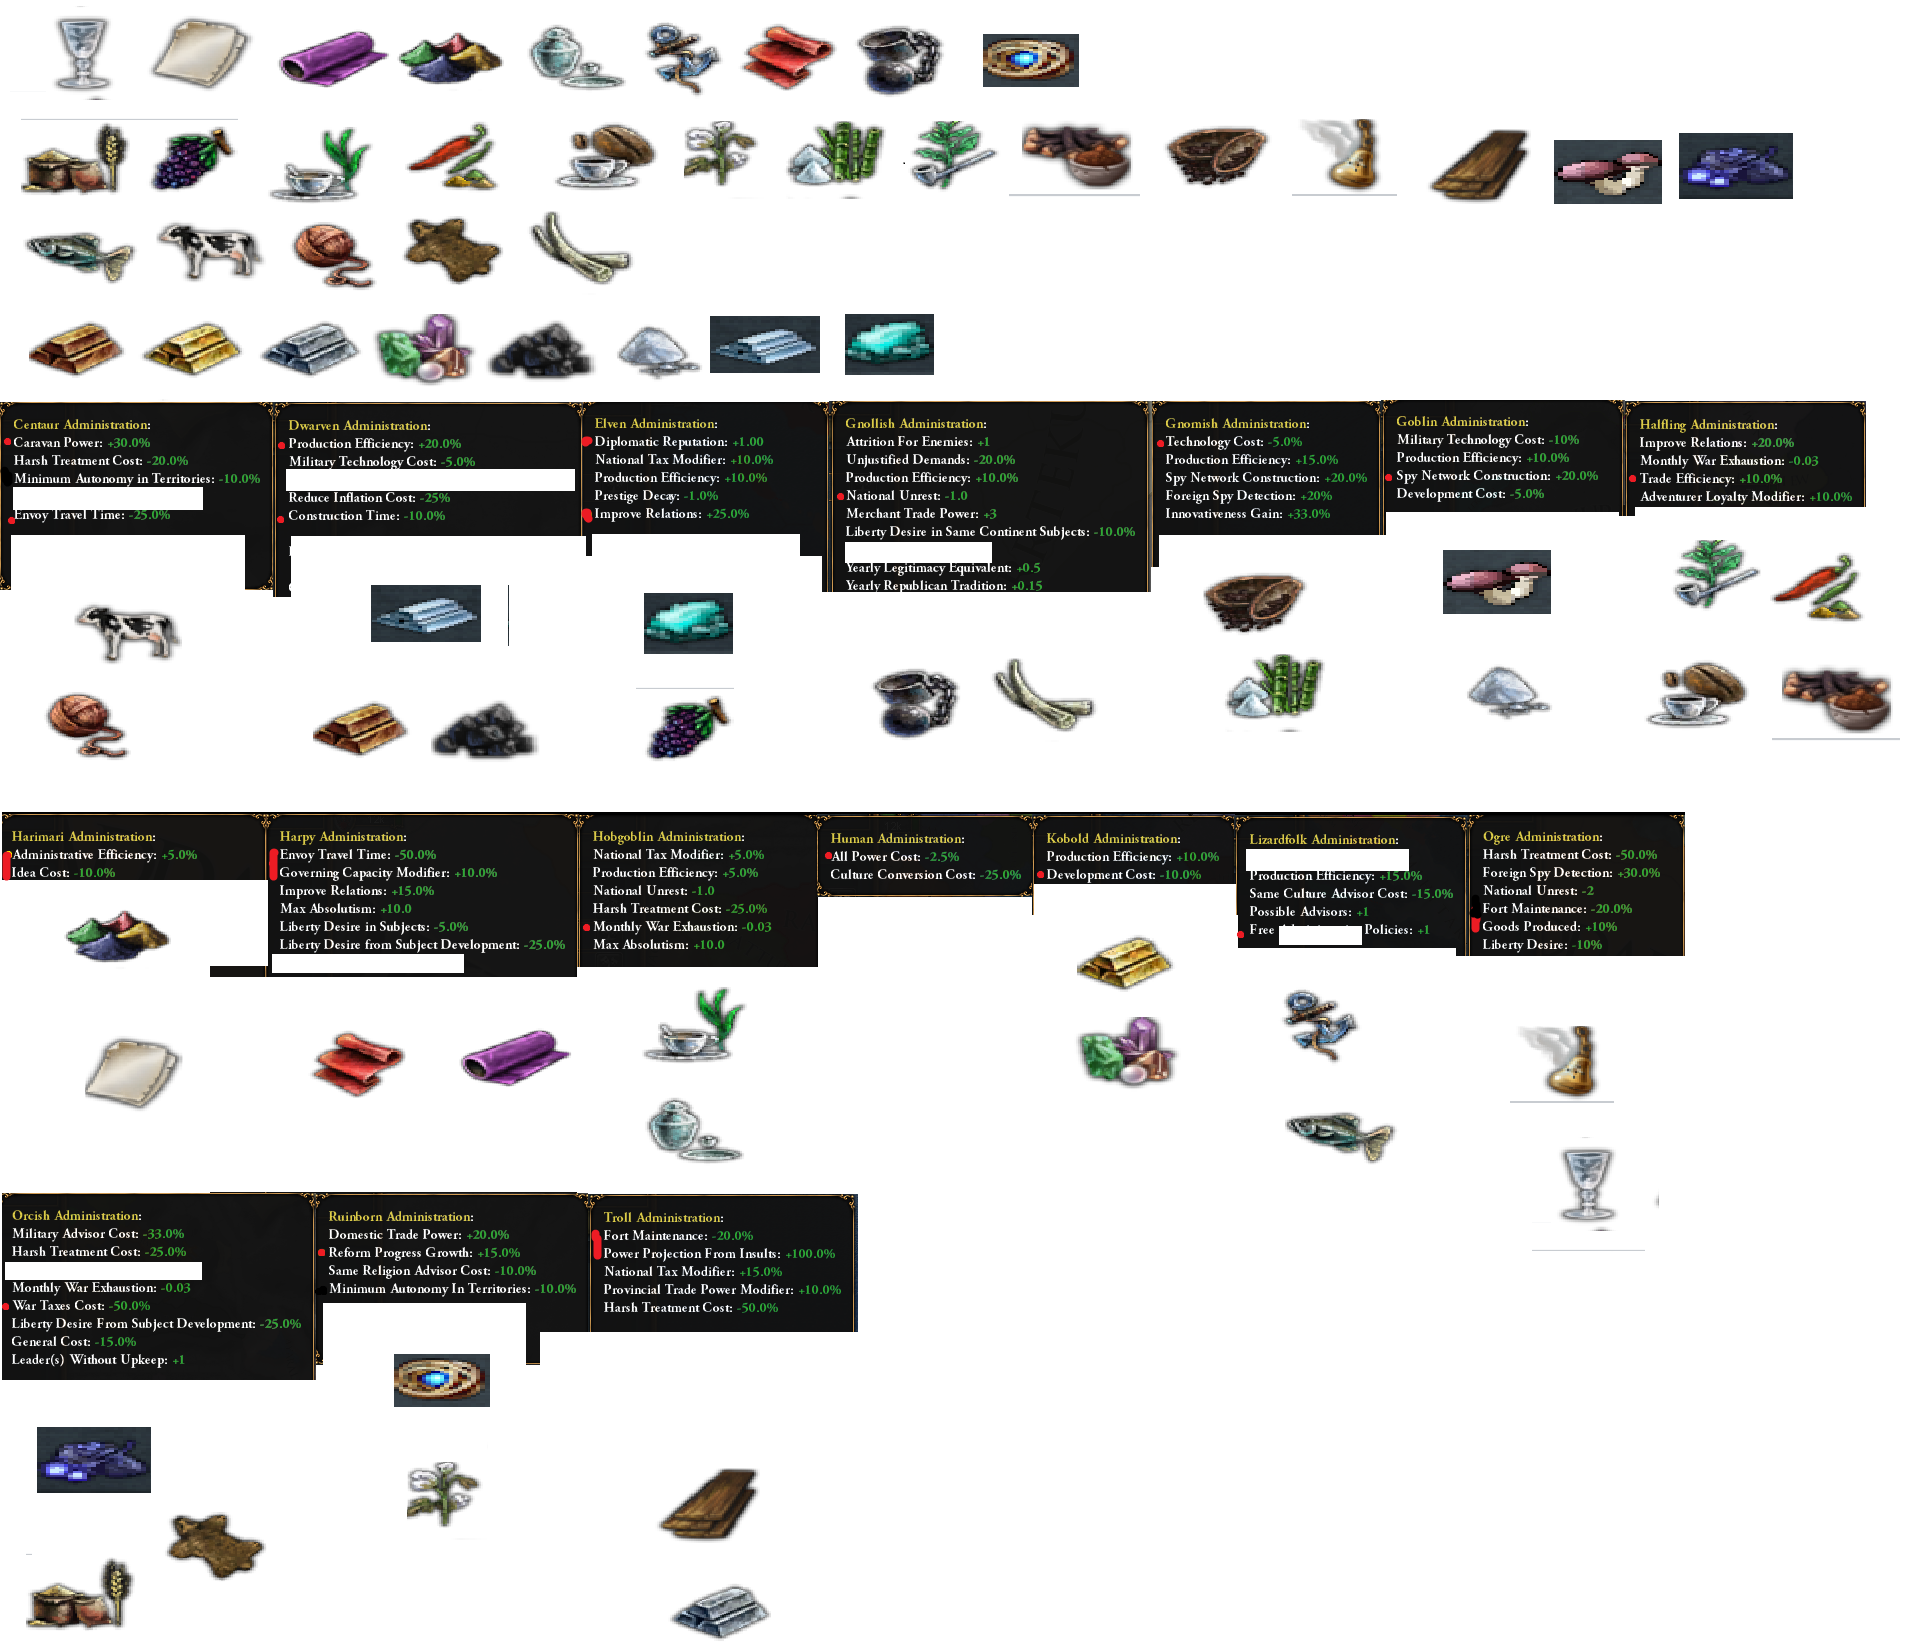 Centaur Administration:
Caravan Power: +30.0%
Harsh Treatment Cost: -20.0%
Minimum Autonomy in Territories: -10.0%
Envoy Travel Time: -25.0%
Dwarven Administration:
Production Efficiency: +20.0%
Military Technology Cost: -5.0%
Reduce Inflation Cost: -25%
Construction Time: -10.0%
Elven Administration:
Diplomatic Reputation: +1.00
National Tax Modifier: +10.0%
Production Efficiency: +10.0%
Prestige Decay: -1.0%
Improve Relations: +25.0%
Gnollish Administration:
Attrition For Enemies: +1
Unjustified Demands: -20.0%
Production Efficiency: +10.0%
National Unrest: -1.0
Merchant Trade Power: +3
Liberty Desire in Same Continent Subjects: -10.0%
Yearly Legitimacy Equivalent: +0.5
Yearly Republican Tradition: +0.15
Gnomish Administration:
Technology Cost: -5.0%
Production Efficiency: +15.0%
Spy Network Construction: +20.0%
Foreign Spy Detection: +20%
Innovativeness Gain: +33.0%
Goblin Administration:
Military Technology Cost: -10%
Production Efficiency: +10.0%
Spy Network Construction: +20.0%
Development Cost: -5.0%
Halfling Administration:
Improve Relations: +20.0%
Monthly War Exhaustion: -0.03
Trade Efficiency: +10.0%
Adventurer Loyalty Modifier: +10.0%
Harimari Administration:
Administrative Efficiency: +5.0%
Idea Cost: -10.0%
Harpy Administration:
Envoy Travel Time: -50.0%
Governing Capacity Modifier: +10.0%
Improve Relations: +15.0%
Max Absolutism: +10.0
Liberty Desire in Subjects: -5.0%
Liberty Desire from Subject Development: -25.0%
Hobgoblin Administration:
National Tax Modifier: +5.0%
Production Efficiency: +5.0%
National Unrest: -1.0
Harsh Treatment Cost: -25.0%
Monthly War Exhaustion: -0.03
Max Absolutism: +10.0
Human Administration:
All Power Cost: -2.5%
Culture Conversion Cost: -25.0%
Kobold Administration:
Production Efficiency: +10.0%
Development Cost: -10.0%
Lizardfolk Administration:
Production Efficiency: +15.0%
Same Culture Advisor Cost: -15.0%
Possible Advisors: +1
Free Policies: +1
Ogre Administration:
Harsh Treatment Cost: -50.0%
Foreign Spy Detection: +30.0%
National Unrest: -2
Fort Maintenance: -20.0%
Goods Produced: +10%
Liberty Desire: -10%
Orcish Administration:
Military Advisor Cost: -33.0%
Harsh Treatment Cost: -25.0%
Monthly War Exhaustion: -0.03
War Taxes Cost: -50.0%
Liberty Desire From Subject Development: -25.0%
General Cost: -15.0%
Leader(s) Without Upkeep: +1
Ruinborn Administration:
Domestic Trade Power: +20.0%
Reform Progress Growth: +15.0%
Same Religion Advisor Cost: -10.0%
Minimum Autonomy In Territories: -10.0%
Troll Administration:
Fort Maintenance: -20.0%
Power Projection From Insults: +100.0%
National Tax Modifier: +15.0%
Provincial Trade Power Modifier: +10.0%
Harsh Treatment Cost: -50.0%